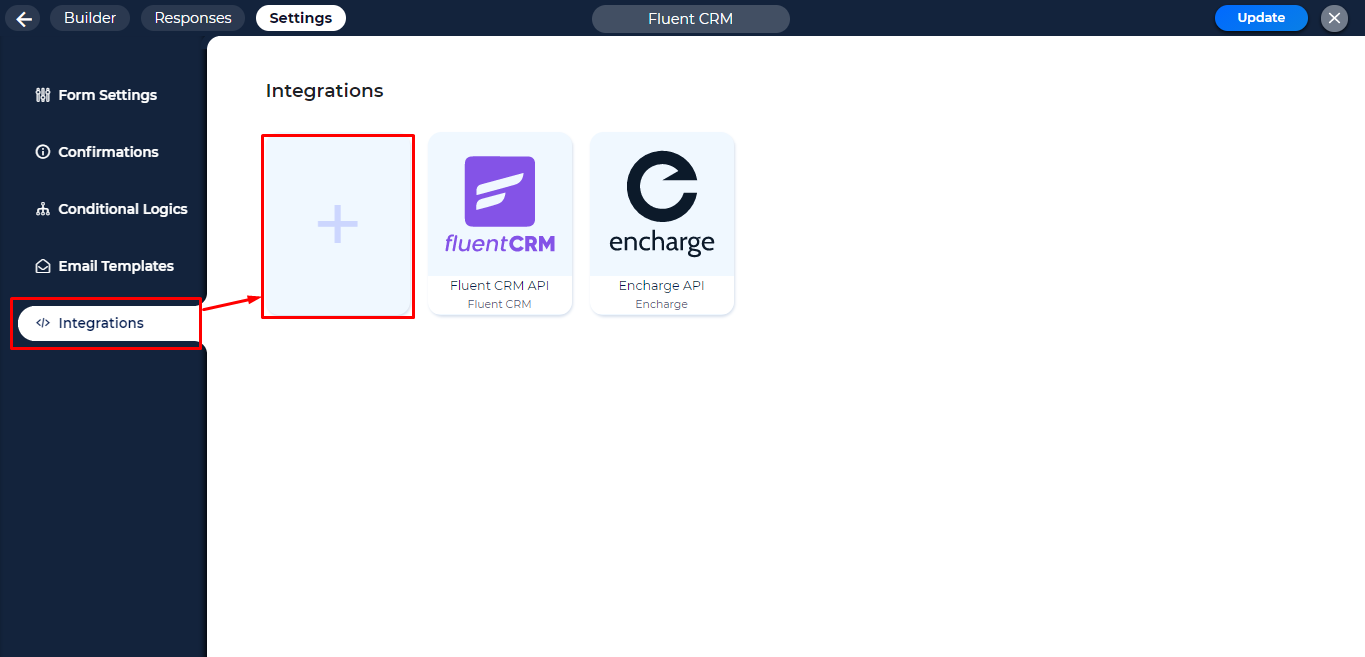 Builder
Responses
Settings
Fluent CRM
Update
Form Settings
Confirmations
Conditional Logics
Email Templates
Integrations
Integrations
fluentCRM
Fluent CRM API
Fluent CRM
encharge
Encharge API
Encharge